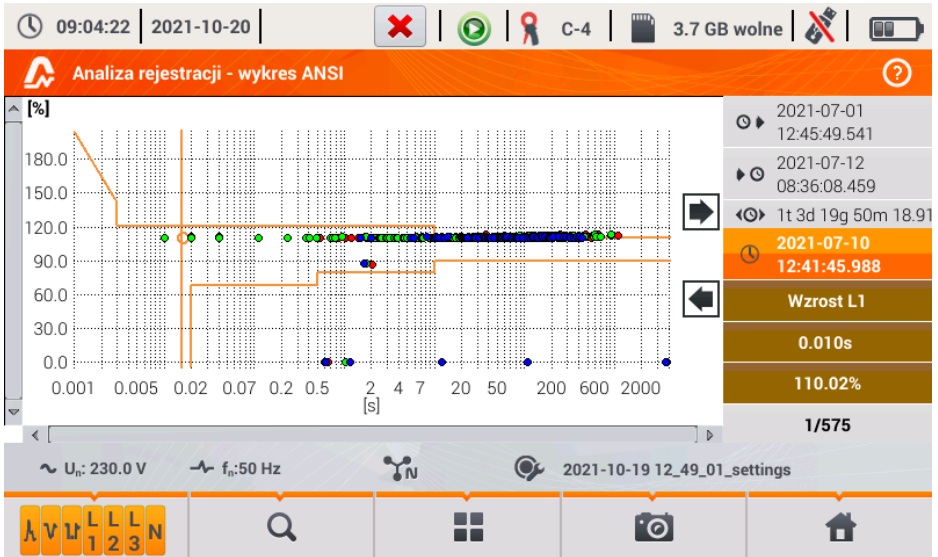 09:04:22 2021-10-20 C-4 3.7 GB wolne
Analiza rejestracji - wykres ANSI ?
[%]
180.0
150.0
120.0
90.0
60.0
30.0
0.0
0.001 0.005 0.02 0.07 0.2 0.5 2 4 7 20 50 200 600 2000
[s]
2021-07-01
12:45:49.541
2021-07-12
08:36:08.459
1t 3d 19g 50m 18.91
2021-07-10
12:41:45.988
Wzrost L1
0.010s
110.02%
1/575
Un: 230.0 V fn:50 Hz N 2021-10-19 12_49_01_settings
L L L
1 2 3 N